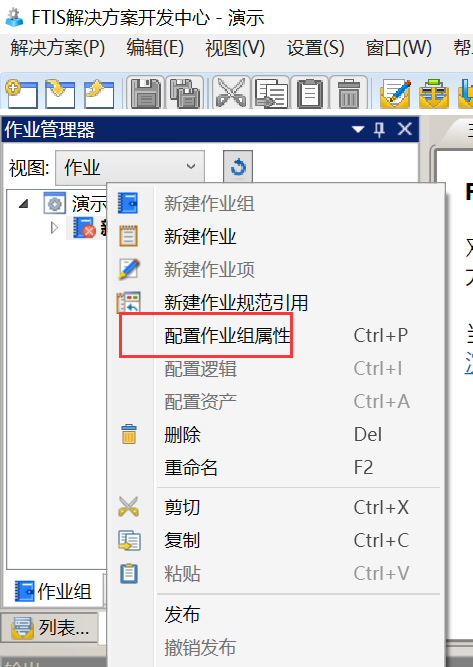 FTIS解决方案开发中心 - 演示
解决方案(P) 编辑(E) 视图(V) 设置(S) 窗口(W) 帮
作业管理器
视图: 作业
演示
新建作业组
新建作业
新建作业项
新建作业规范引用
配置作业组属性 Ctrl+P
配置逻辑 Ctrl+I
配置资产 Ctrl+A
删除 Del
重命名 F2
剪切 Ctrl+X
复制 Ctrl+C
粘贴 Ctrl+V
发布
撤销发布
作业组
列表...